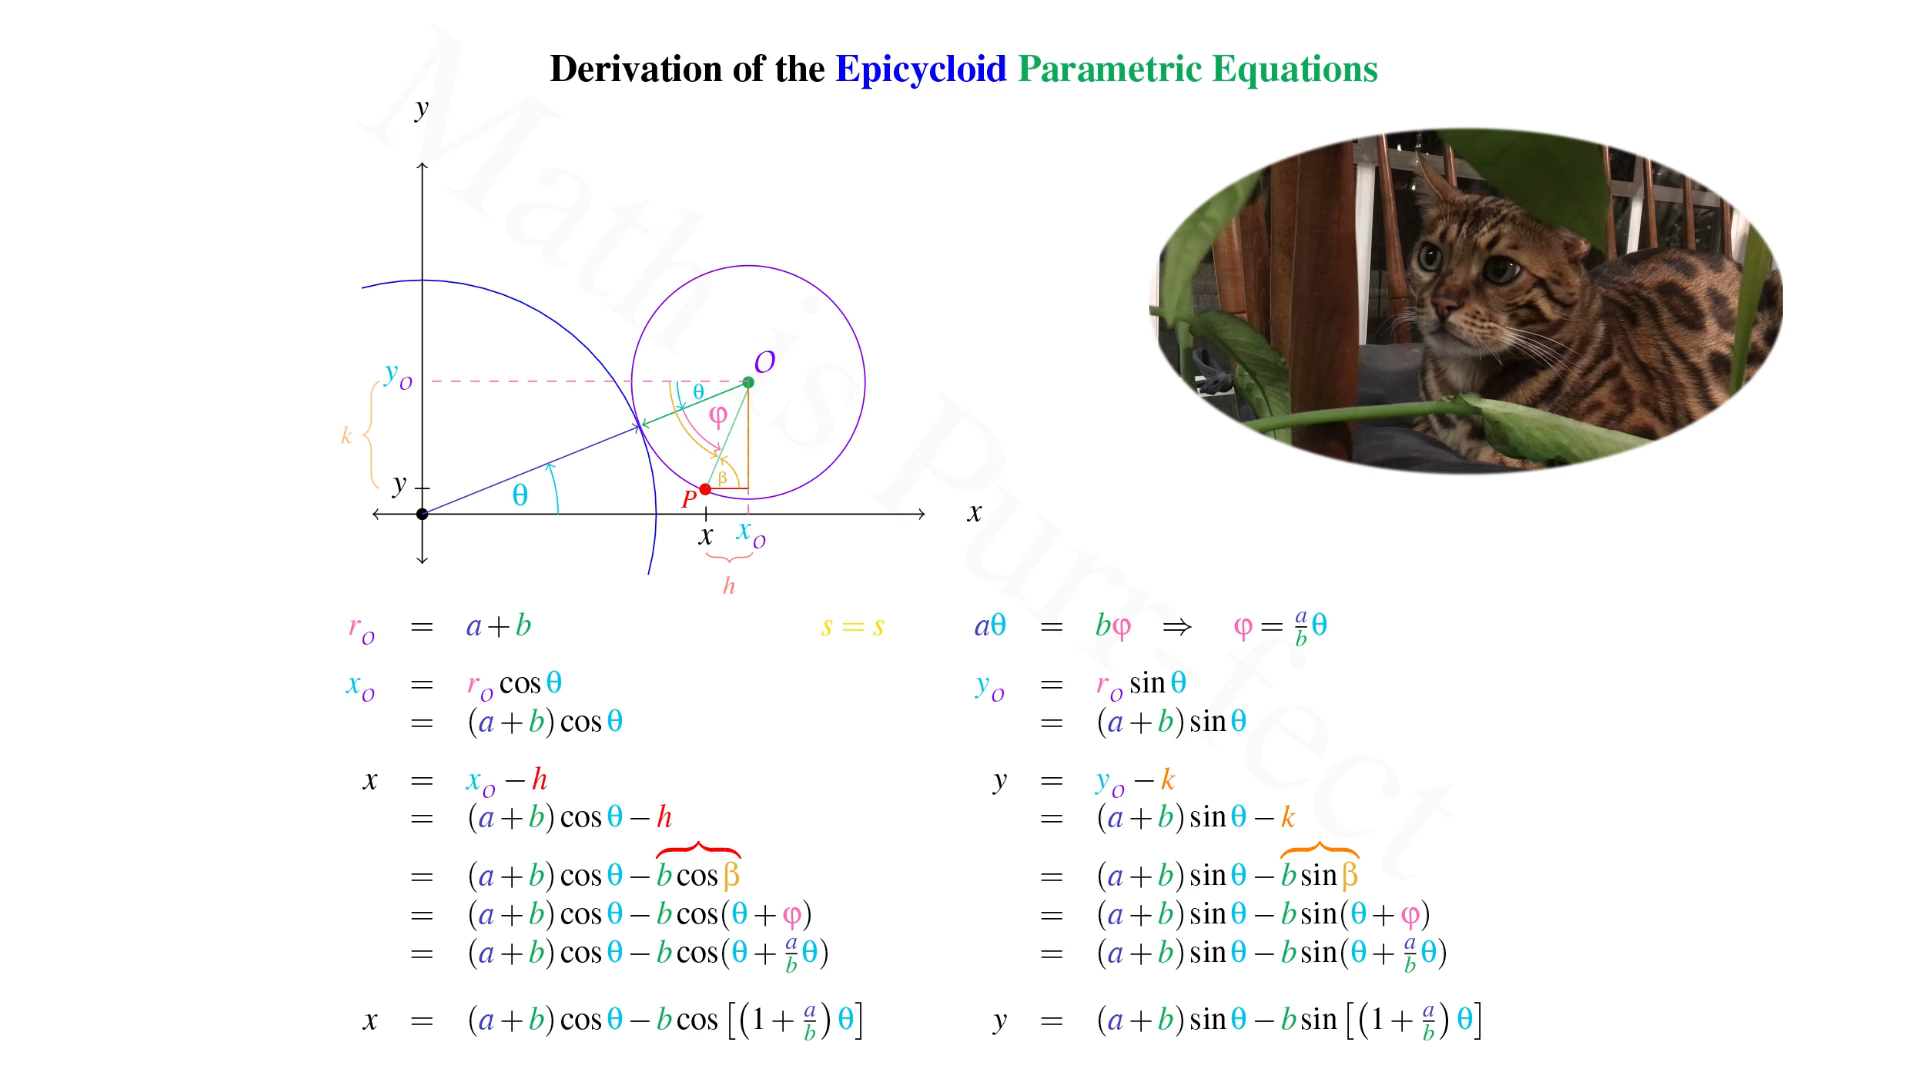 Derivation of the Epicycloid Parametric Equations
y
y_O
O
θ
φ
k
β
y
P
θ
x
x
x_O
h
r_O = a + b    s = s    aθ = bφ ⇒ φ = a/b θ
x_O = r_O cos θ    y_O = r_O sin θ
= (a + b) cos θ    = (a + b) sin θ
x = x_O − h    y = y_O − k
= (a + b) cos θ − h    = (a + b) sin θ − k
= (a + b) cos θ − b cos β    = (a + b) sin θ − b sin β
= (a + b) cos θ − b cos(θ + φ)    = (a + b) sin θ − b sin(θ + φ)
= (a + b) cos θ − b cos(θ + a/b θ)    = (a + b) sin θ − b sin(θ + a/b θ)
x = (a + b) cos θ − b cos [(1 + a/b) θ]    y = (a + b) sin θ − b sin [(1 + a/b) θ]
Math is Purr-fect